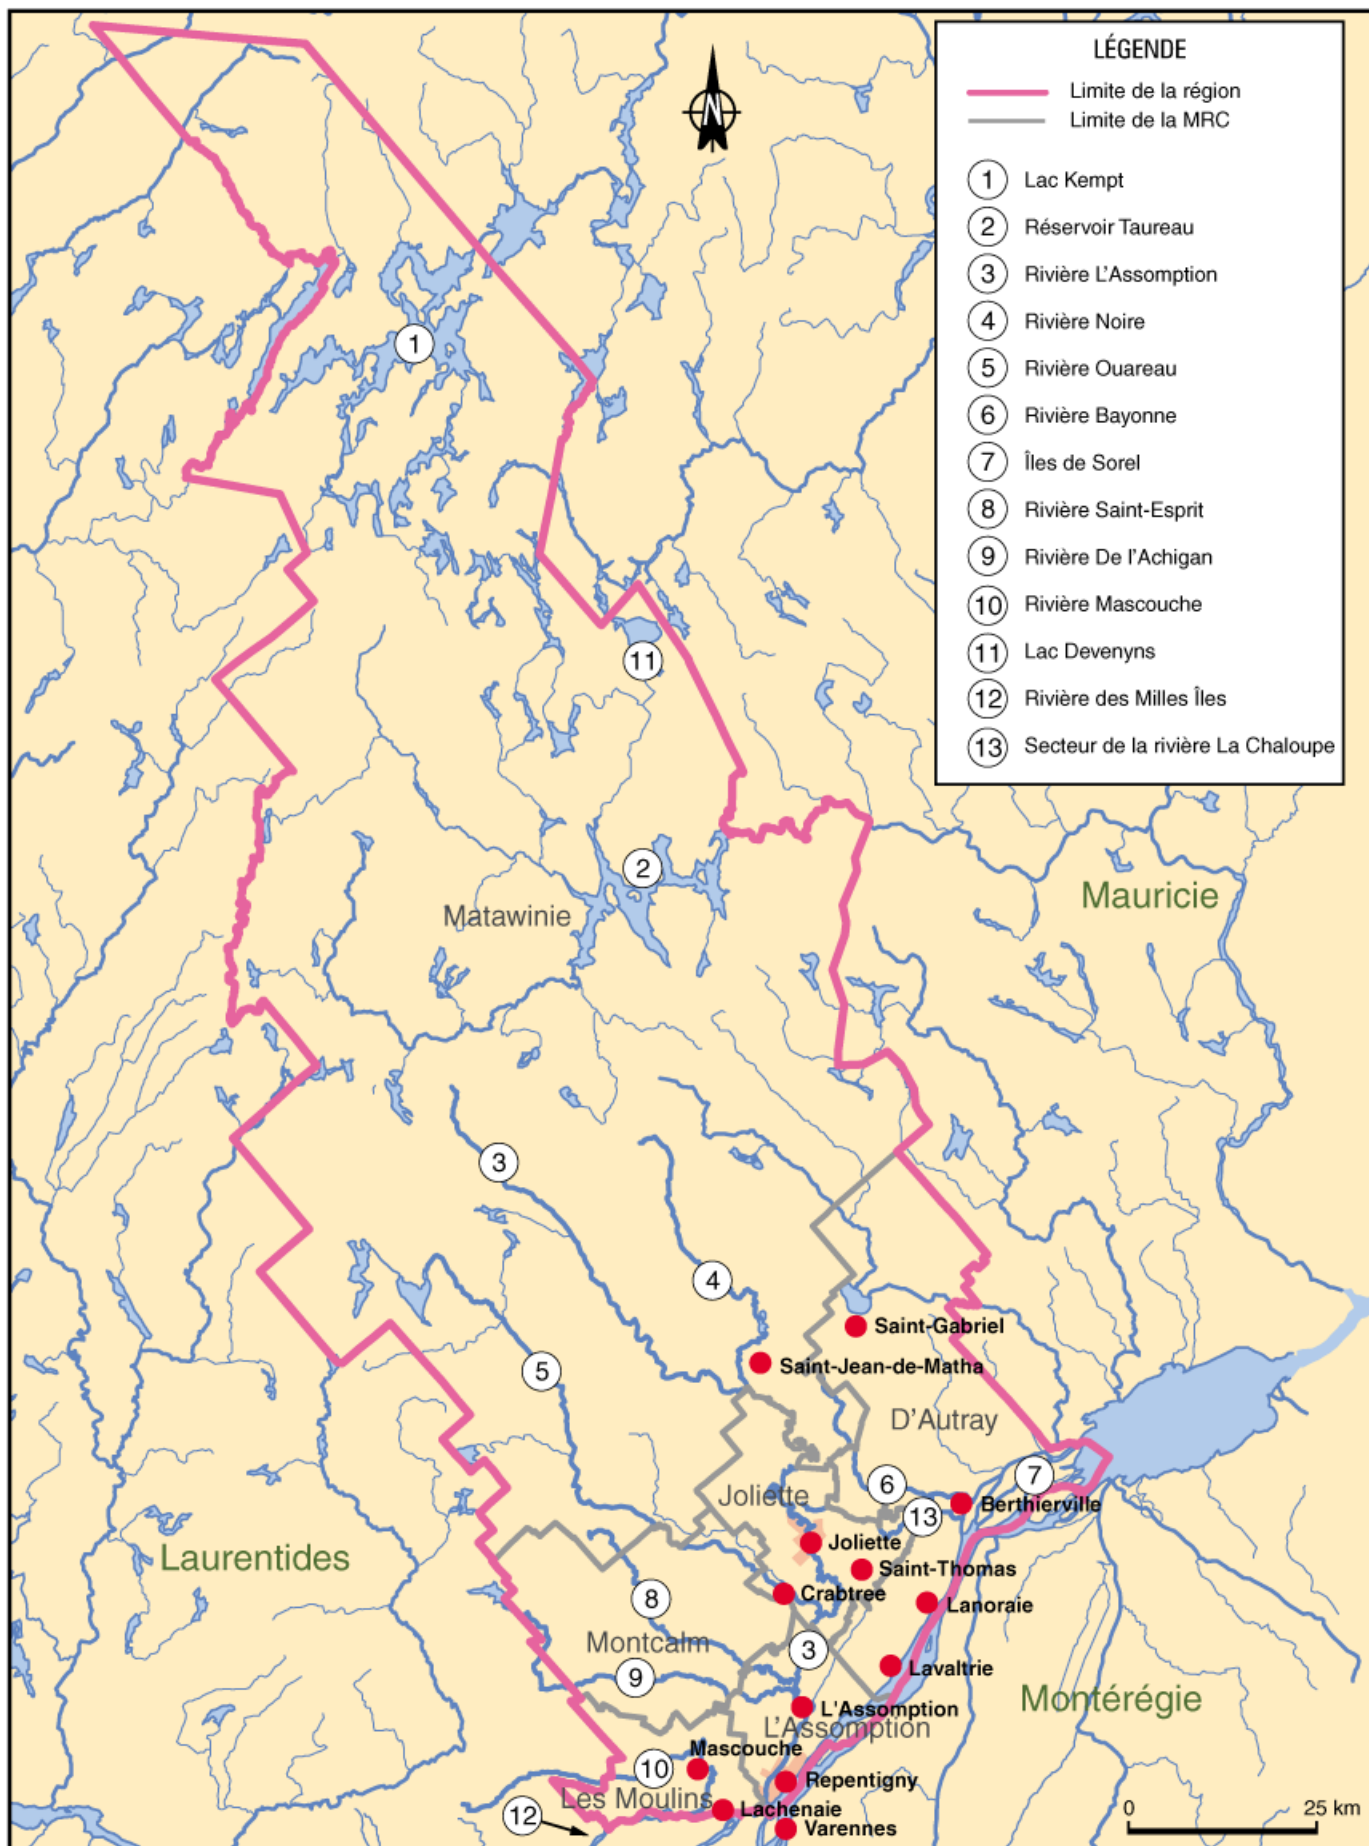 LÉGENDE
Limite de la région
Limite de la MRC
1 Lac Kempt
2 Réservoir Taureau
3 Rivière L'Assomption
4 Rivière Noire
5 Rivière Ouareau
6 Rivière Bayonne
7 Îles de Sorel
8 Rivière Saint-Esprit
9 Rivière De l'Achigan
10 Rivière Mascouche
11 Lac Devenyns
12 Rivière des Milles Îles
13 Secteur de la rivière La Chaloupe
N
1
11
2
Mauricie
Matawinie
3
4
Saint-Gabriel
Saint-Jean-de-Matha
5
D'Autray
7
6
Joliette
Berthierville
13
Joliette
Laurentides
Saint-Thomas
Crabtree
8
Lanoraie
Montcalm
3
Lavaltrie
9
Montérégie
L'Assomption
L'Assomption
Mascouche
10
Repentigny
Les Moulins
Lachenaie
12
Varennes
0 25 km